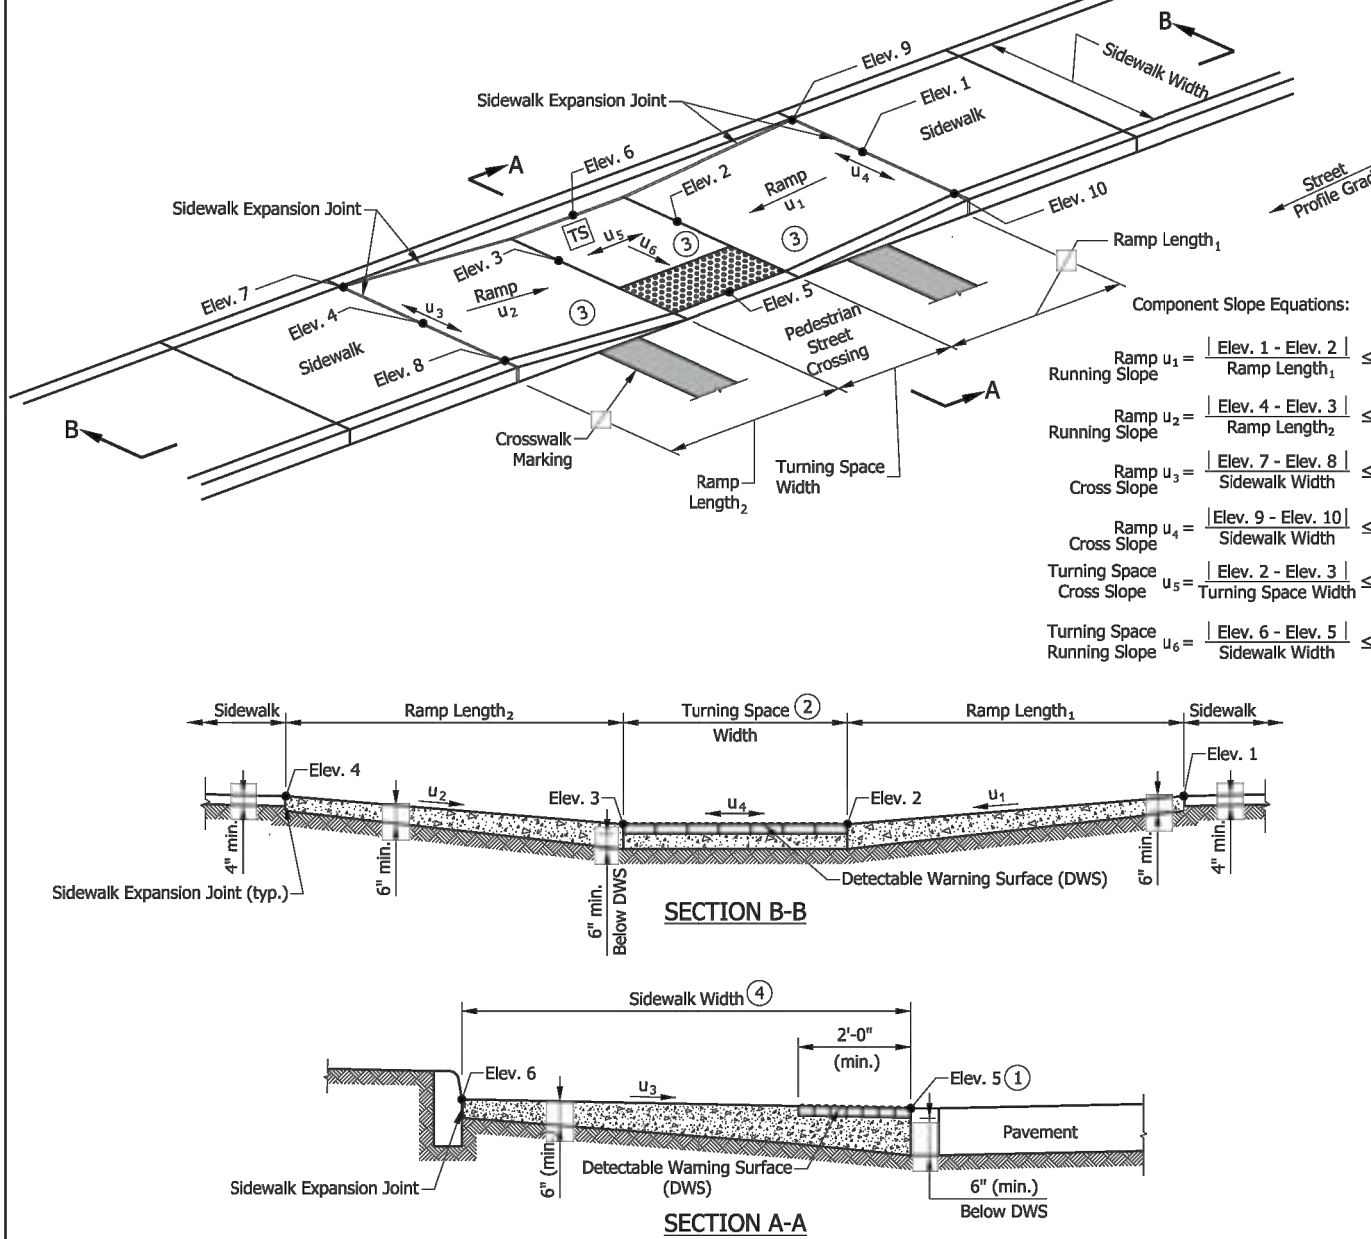 B
Elev. 9
Sidewalk Width
Sidewalk Expansion Joint
Elev. 1
Sidewalk
A
Elev. 6
u4
Elev. 2
Ramp
u1
Elev. 10
Street
Profile Grad
Sidewalk Expansion Joint
TS
u5
u6
3
3
Ramp Length1
Elev. 3
Elev. 7
Ramp
u2
3
Elev. 5
u3
Elev. 4
Sidewalk
Elev. 8
Pedestrian
Street
Crossing
A
B
Crosswalk
Marking
Ramp
Length2
Turning Space
Width
Component Slope Equations:
Ramp u1 = | Elev. 1 - Elev. 2 | ≤
Running Slope Ramp Length1
Ramp u2 = | Elev. 4 - Elev. 3 | ≤
Running Slope Ramp Length2
Ramp u3 = | Elev. 7 - Elev. 8 | ≤
Cross Slope Sidewalk Width
Ramp u4 = |Elev. 9 - Elev. 10| ≤
Cross Slope Sidewalk Width
Turning Space u5 = | Elev. 2 - Elev. 3 | ≤
Cross Slope Turning Space Width
Turning Space u6 = | Elev. 6 - Elev. 5 | ≤
Running Slope Sidewalk Width
Sidewalk
Ramp Length2
Turning Space 2
Width
Ramp Length1
Sidewalk
Elev. 4
u2
Elev. 3
u4
Elev. 2
u1
Elev. 1
4" min.
6" min.
6" min.
Below DWS
6" min.
4" min.
Sidewalk Expansion Joint (typ.)
Detectable Warning Surface (DWS)
SECTION B-B
Sidewalk Width 4
2'-0"
(min.)
Elev. 6
u3
Elev. 5 1
Pavement
6" (min.
Detectable Warning Surface
(DWS)
Sidewalk Expansion Joint
6" (min.)
Below DWS
SECTION A-A